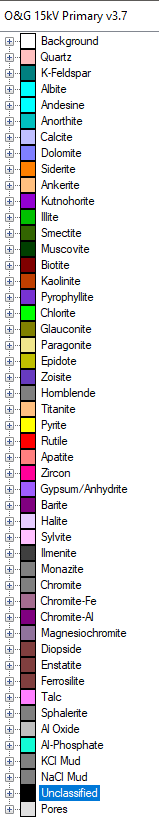 O&G 15kV Primary v3.7
Background
Quartz
K-Feldspar
Albite
Andesine
Anorthite
Calcite
Dolomite
Siderite
Ankerite
Kutnohorite
Illite
Smectite
Muscovite
Biotite
Kaolinite
Pyrophyllite
Chlorite
Glauconite
Paragonite
Epidote
Zoisite
Hornblende
Titanite
Pyrite
Rutile
Apatite
Zircon
Gypsum/Anhydrite
Barite
Halite
Sylvite
Ilmenite
Monazite
Chromite
Chromite-Fe
Chromite-Al
Magnesiochromite
Diopside
Enstatite
Ferrosilite
Talc
Sphalerite
Al Oxide
Al-Phosphate
KCl Mud
NaCl Mud
Unclassified
Pores